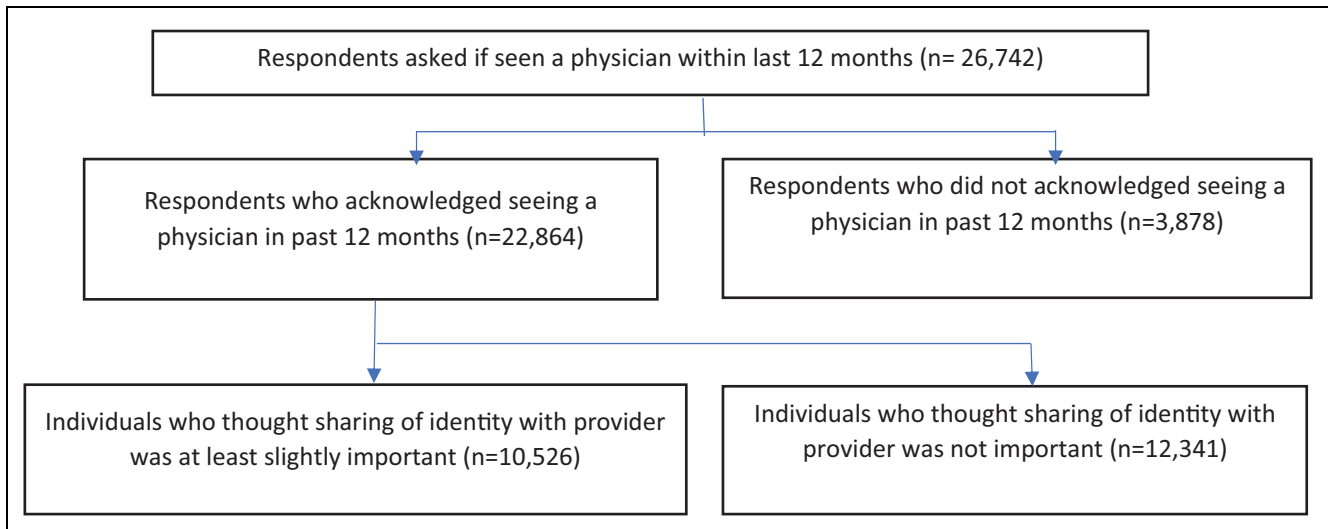 Respondents asked if seen a physician within last 12 months (n= 26,742)
Respondents who acknowledged seeing a
physician in past 12 months (n=22,864)
Respondents who did not acknowledged seeing a
physician in past 12 months (n=3,878)
Individuals who thought sharing of identity with provider
was at least slightly important (n=10,526)
Individuals who thought sharing of identity with
provider was not important (n=12,341)